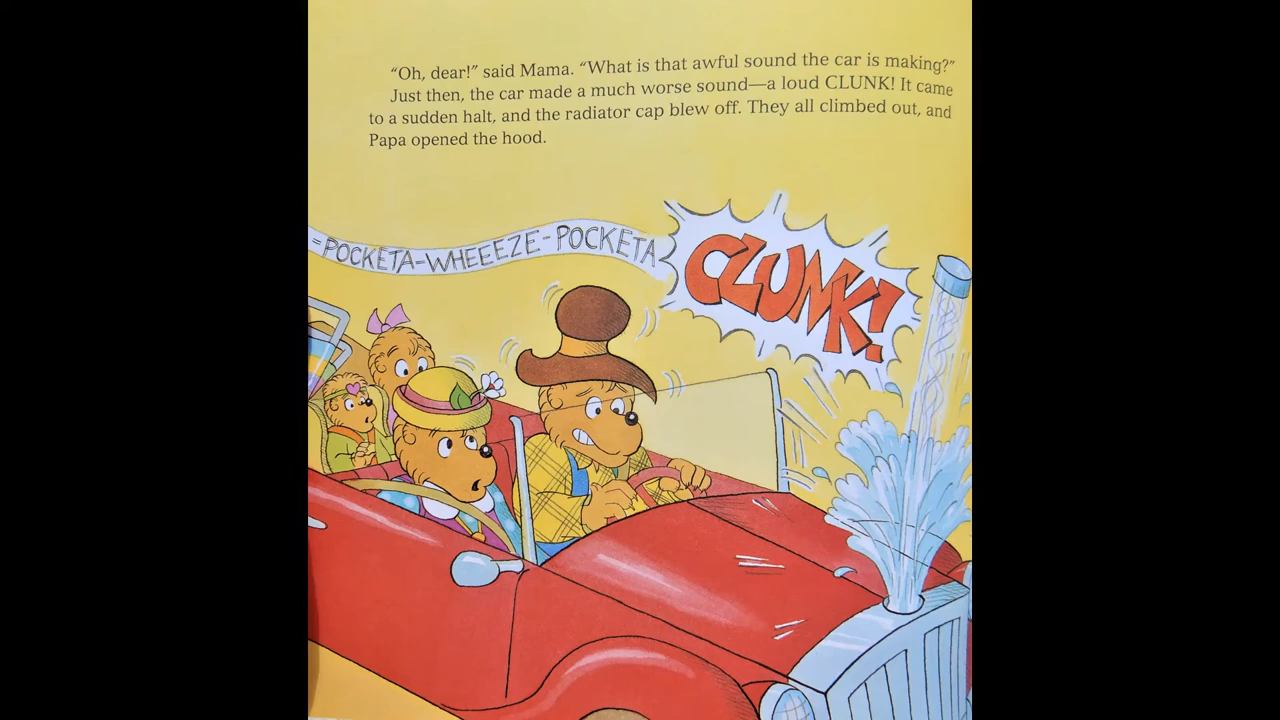 "Oh, dear!" said Mama. "What is that awful sound the car is making?"
Just then, the car made a much worse sound—a loud CLUNK! It came
to a sudden halt, and the radiator cap blew off. They all climbed out, and
Papa opened the hood.
=POCKETA-WHEEEZE-POCKETA
CLUNK!